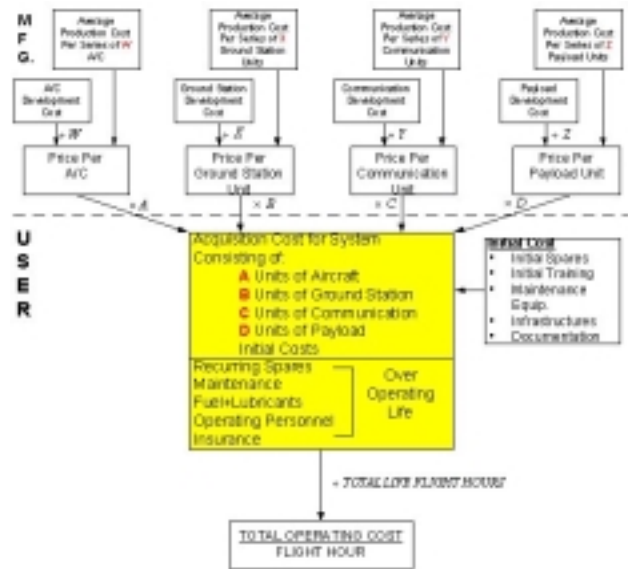 M
F
G.
Average
Production Cost
Per Series of W
A/C
Average
Production Cost
Per Series of X
Ground Station
Units
Average
Production Cost
Per Series of Y
Communication
Units
Average
Production Cost
Per Series of Z
Payload Units
A/C
Development
Cost
Ground Station
Development
Cost
Communication
Development
Cost
Payload
Development
Cost
÷ W
÷ Y
÷ Z
Price Per
A/C
Price Per
Ground Station
Unit
Price Per
Communication
Unit
Price Per
Payload Unit
× A
× B
× C
× D
U
S
E
R
Acquisition Cost for System
Consisting of:
A Units of Aircraft
B Units of Ground Station
C Units of Communication
D Units of Payload
Initial Costs
Initial Cost
• Initial Spares
• Initial Training
• Maintenance
Equip.
• Infrastructures
• Documentation
Recurring Spares
Maintenance
Fuel+Lubricants
Operating Personnel
Insurance
Over
Operating
Life
÷ TOTAL LIFE FLIGHT HOURS
TOTAL OPERATING COST
FLIGHT HOUR